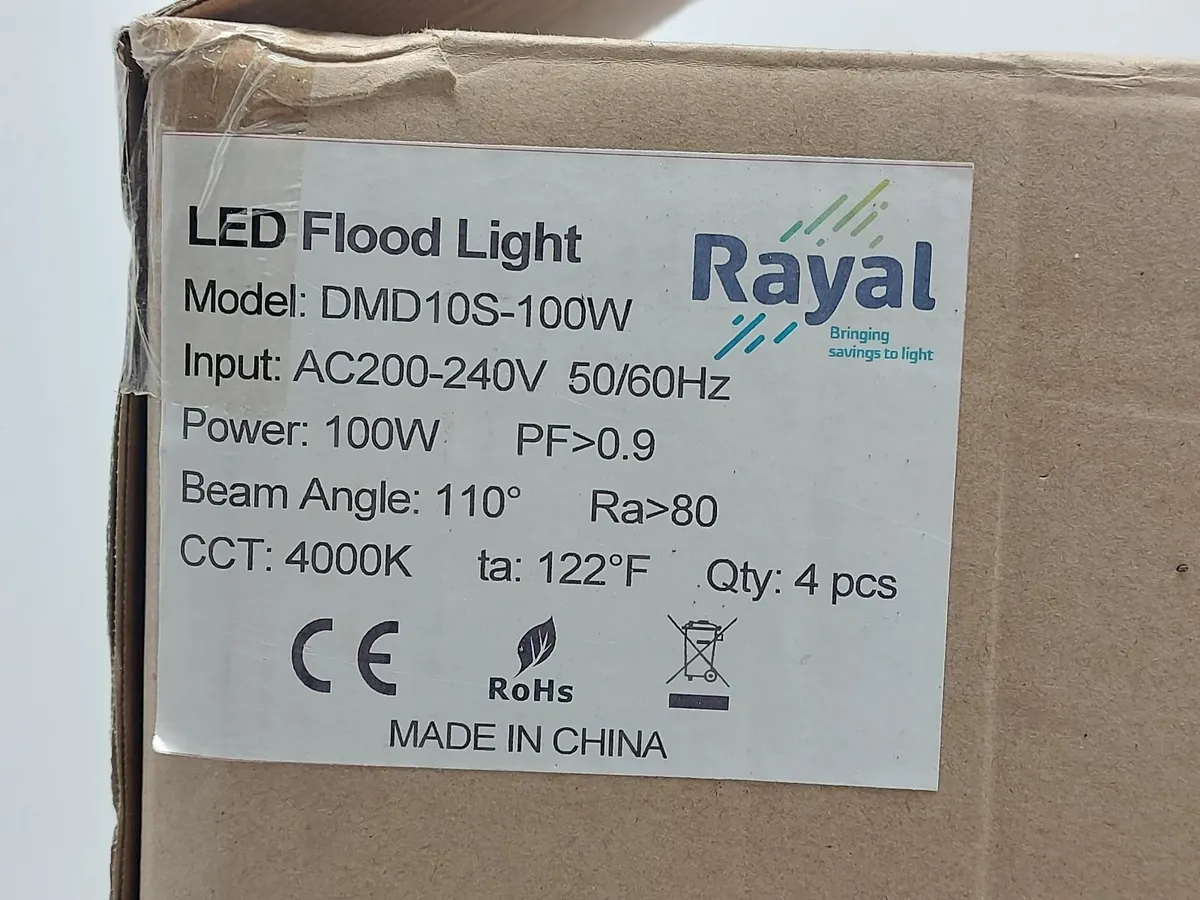 LED Flood Light
Rayal
Bringing
savings to light
Model: DMD10S-100W
Input: AC200-240V 50/60Hz
Power: 100W PF>0.9
Beam Angle: 110° Ra>80
CCT: 4000K ta: 122°F Qty: 4 pcs
CE
RoHs
MADE IN CHINA